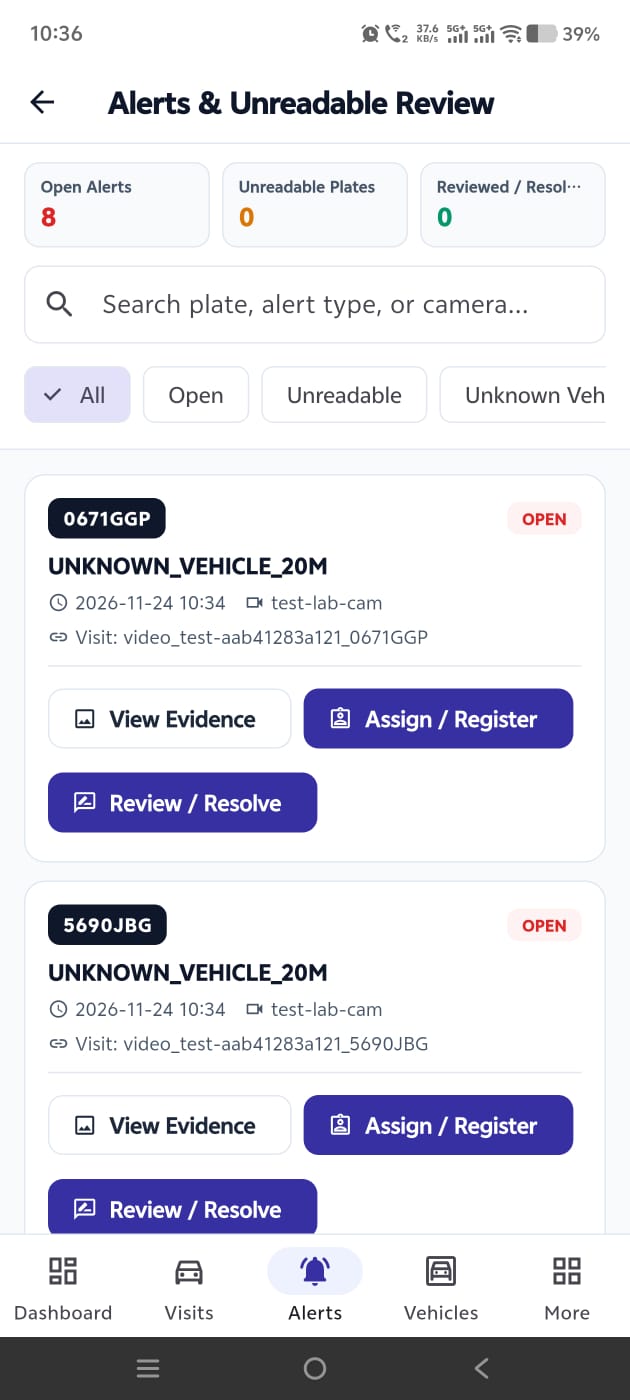 10:36
2
37.6 KB/s
5G+ 5G+
39%
Alerts & Unreadable Review
Open Alerts
8
Unreadable Plates
0
Reviewed / Resol···
0
Search plate, alert type, or camera...
All
Open
Unreadable
Unknown Veh
0671GGP
OPEN
UNKNOWN_VEHICLE_20M
2026-11-24 10:34
test-lab-cam
Visit: video_test-aab41283a121_0671GGP
View Evidence
Assign / Register
Review / Resolve
5690JBG
OPEN
UNKNOWN_VEHICLE_20M
2026-11-24 10:34
test-lab-cam
Visit: video_test-aab41283a121_5690JBG
View Evidence
Assign / Register
Review / Resolve
Dashboard
Visits
Alerts
Vehicles
More